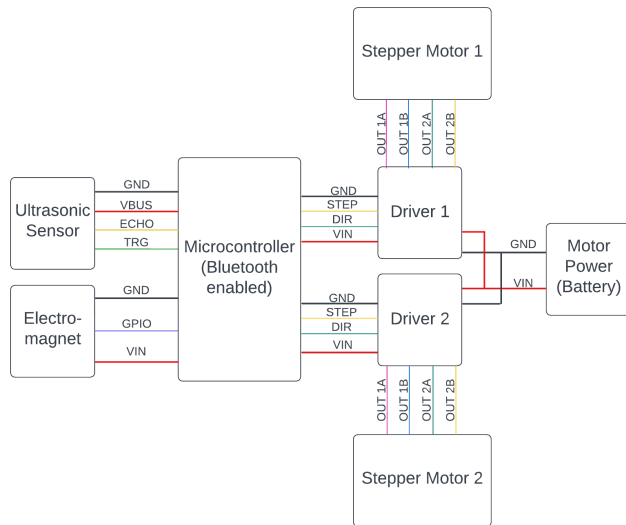 Stepper Motor 1
OUT 1A
OUT 1B
OUT 2A
OUT 2B
Ultrasonic
Sensor
GND
VBUS
ECHO
TRG
Electro-
magnet
GND
GPIO
VIN
Microcontroller
(Bluetooth
enabled)
GND
STEP
DIR
VIN
Driver 1
GND
STEP
DIR
VIN
Driver 2
GND
VIN
Motor
Power
(Battery)
OUT 1A
OUT 1B
OUT 2A
OUT 2B
Stepper Motor 2